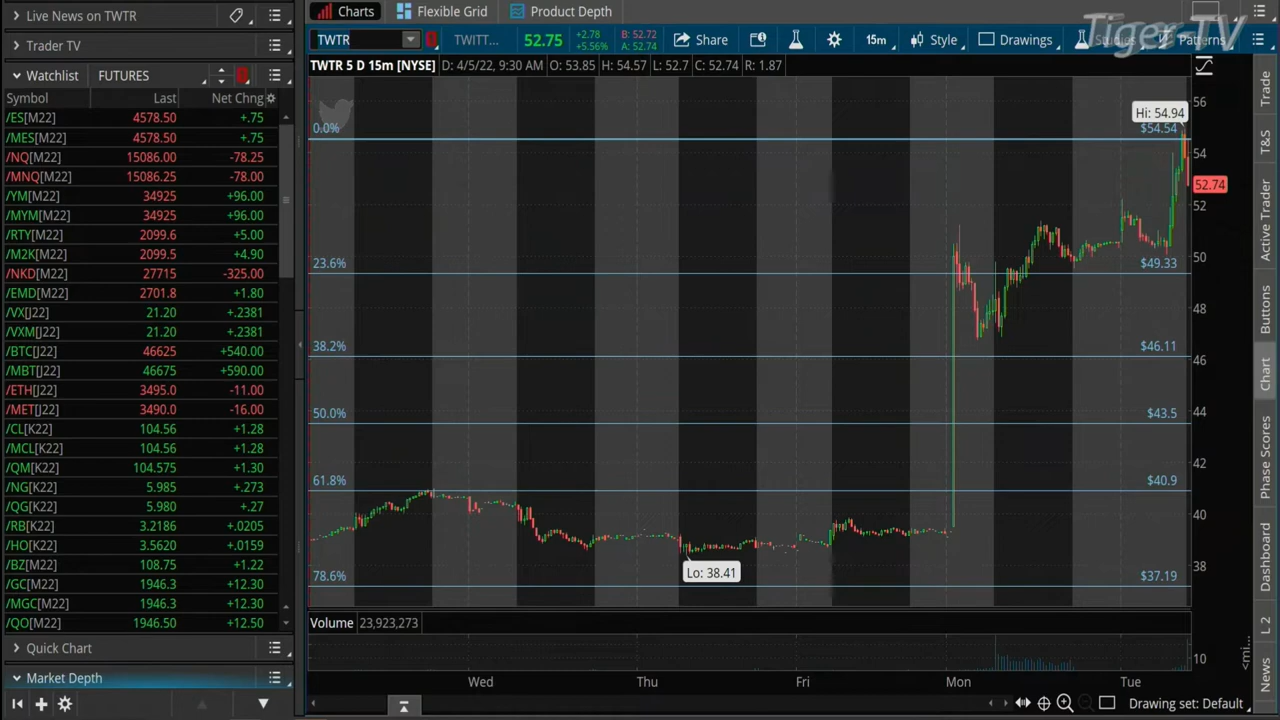 Live News on TWTR
Trader TV
Watchlist FUTURES
Symbol Last Net Chng
/ES[M22] 4578.50 +.75
/MES[M22] 4578.50 +.75
/NQ[M22] 15086.00 -78.25
/MNQ[M22] 15086.25 -78.00
/YM[M22] 34925 +96.00
/MYM[M22] 34925 +96.00
/RTY[M22] 2099.6 +5.00
/M2K[M22] 2099.5 +4.90
/NKD[M22] 27715 -325.00
/EMD[M22] 2701.8 +1.80
/VX[J22] 21.20 +.2381
/VXM[J22] 21.20 +.2381
/BTC[J22] 46625 +540.00
/MBT[J22] 46675 +590.00
/ETH[J22] 3495.0 -11.00
/MET[J22] 3490.0 -16.00
/CL[K22] 104.56 +1.28
/MCL[K22] 104.56 +1.28
/QM[K22] 104.575 +1.30
/NG[K22] 5.985 +.273
/QG[K22] 5.980 +.27
/RB[K22] 3.2186 +.0205
/HO[K22] 3.5620 +.0159
/BZ[M22] 108.75 +1.22
/GC[M22] 1946.3 +12.30
/MGC[M22] 1946.3 +12.30
/QO[M22] 1946.50 +12.50
Quick Chart
Market Depth
Charts Flexible Grid Product Depth
TWTR TWITT... 52.75 +2.78 +5.56% B: 52.72 A: 52.74 Share 15m Style Drawings Studies Patterns
Tiger-TV
TWTR 5 D 15m [NYSE] D: 4/5/22, 9:30 AM O: 53.85 H: 54.57 L: 52.7 C: 52.74 R: 1.87
Hi: 54.94
0.0% $54.54
23.6% $49.33
38.2% $46.11
50.0% $43.5
61.8% $40.9
78.6% $37.19
Lo: 38.41
56
54
52.74
52
50
48
46
44
42
40
38
Volume 23,923,273
10
<mi...
Wed Thu Fri Mon Tue
Drawing set: Default
Trade
T&S
Active Trader
Buttons
Chart
Phase Scores
Dashboard
L 2
News